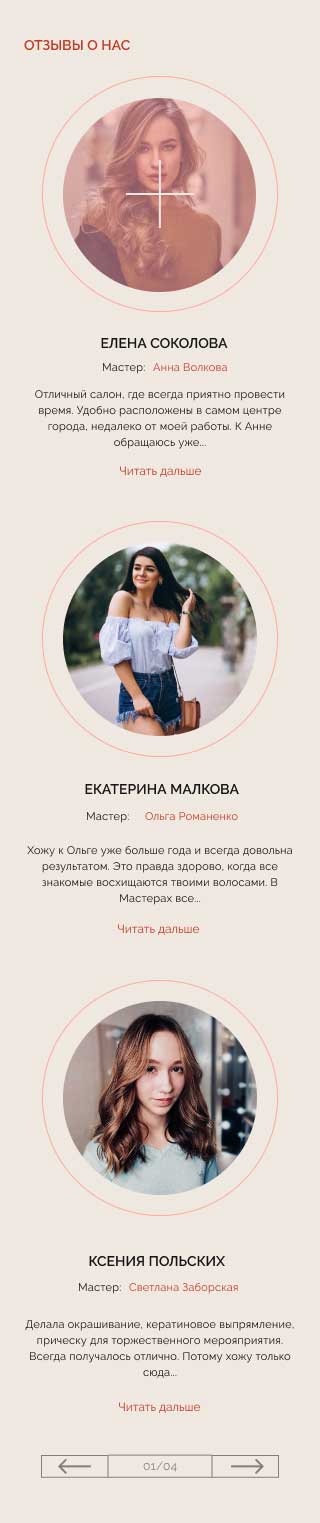 ОТЗЫВЫ О НАС
ЕЛЕНА СОКОЛОВА
Мастер: Анна Волкова
Отличный салон, где всегда приятно провести
время. Удобно расположены в самом центре
города, недалеко от моей работы. К Анне
обращаюсь уже...
Читать дальше
ЕКАТЕРИНА МАЛКОВА
Мастер: Ольга Романенко
Хожу к Ольге уже больше года и всегда довольна
результатом. Это правда здорово, когда все
знакомые восхищаются твоими волосами. В
Мастерах все...
Читать дальше
КСЕНИЯ ПОЛЬСКИХ
Мастер: Светлана Заборская
Делала окрашивание, кератиновое выпрямление,
прическу для торжественного мерояприятия.
Всегда получалось отлично. Потому хожу только
сюда...
Читать дальше
01/04